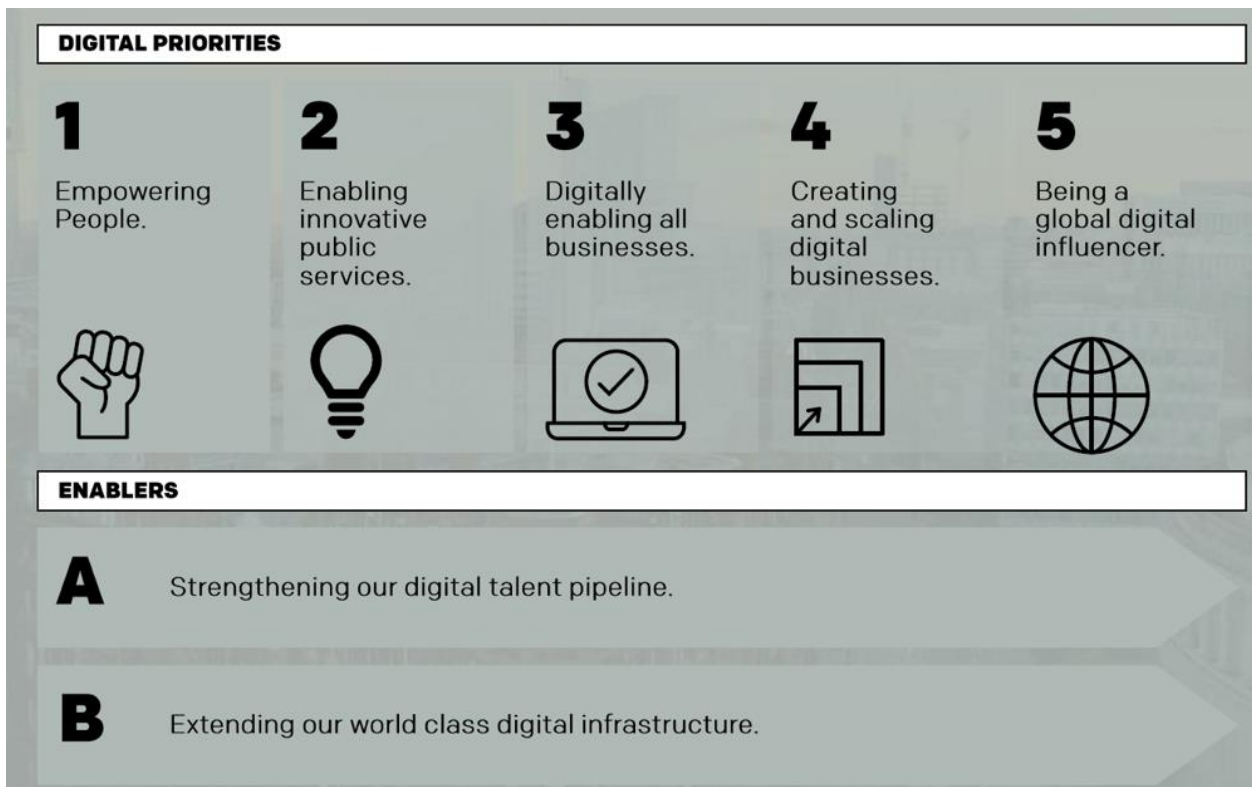 DIGITAL PRIORITIES
1
Empowering
People.
2
Enabling
innovative
public
services.
3
Digitally
enabling all
businesses.
4
Creating
and scaling
digital
businesses.
5
Being a
global digital
influencer.
ENABLERS
A
Strengthening our digital talent pipeline.
B
Extending our world class digital infrastructure.